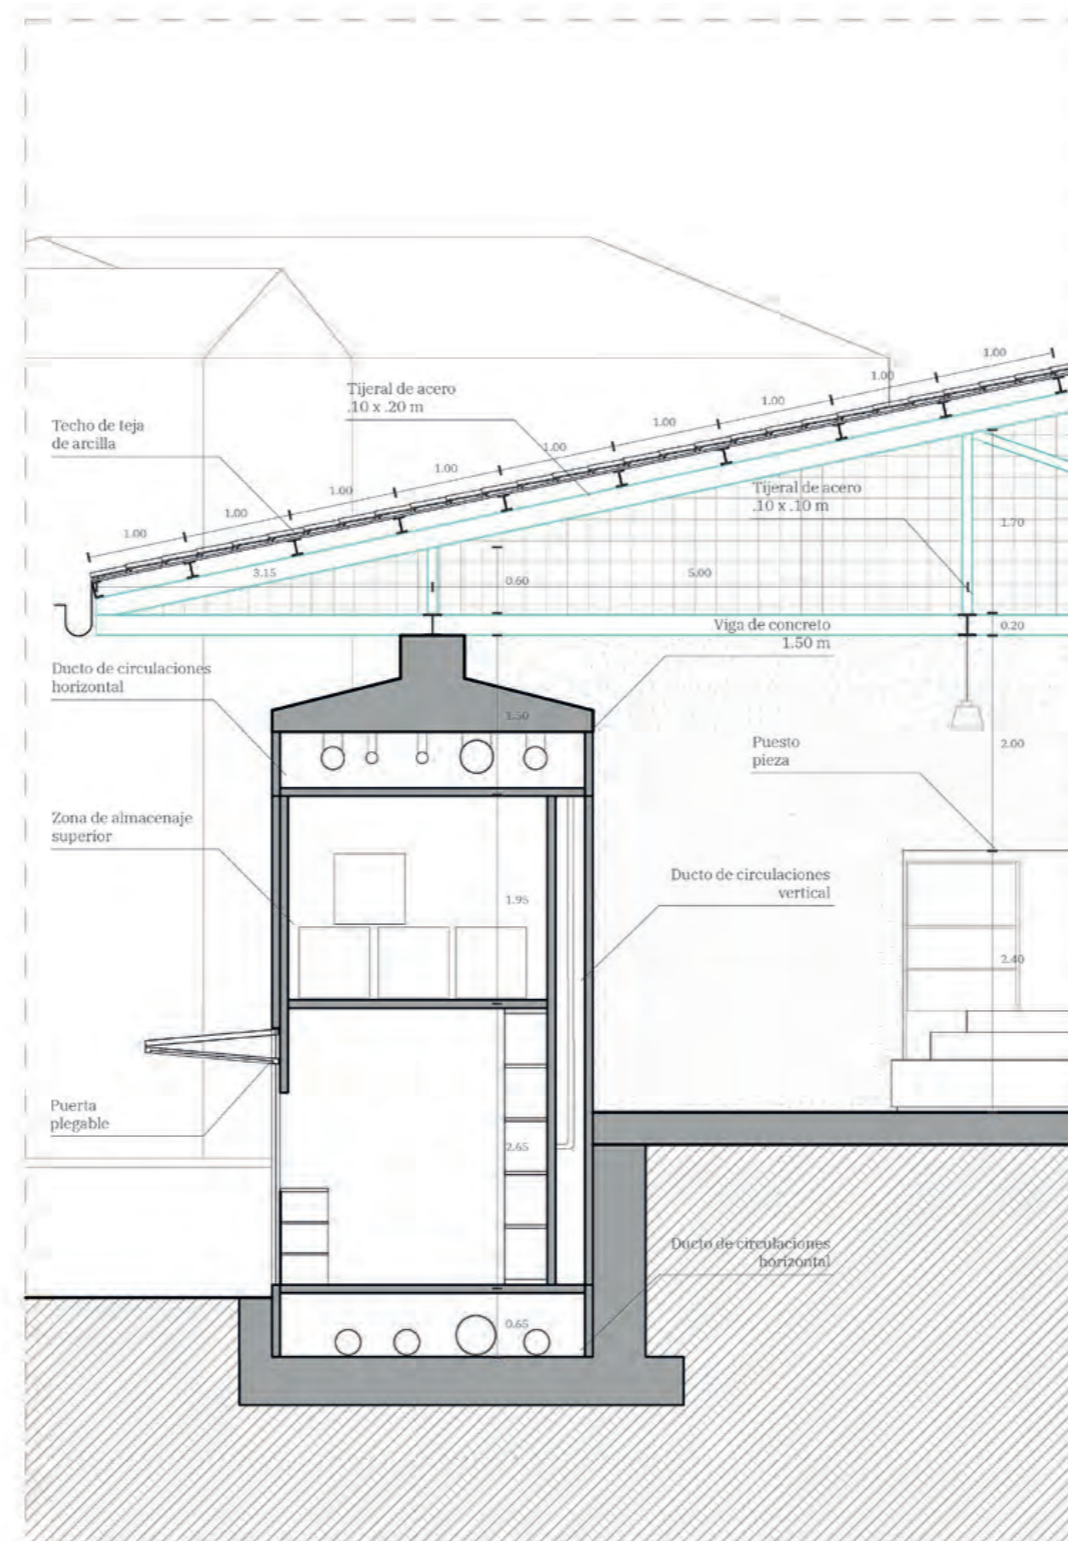 1.00
1.00
1.00
1.00
1.00
1.00
1.00
1.00
1.00
Tijeral de acero
.10 x .20 m
Techo de teja
de arcilla
Tijeral de acero
.10 x .10 m
1.70
3.15
0.60
5.00
0.20
Viga de concreto
1.50 m
Ducto de circulaciones
horizontal
1.50
Puesto
pieza
2.00
Zona de almacenaje
superior
Ducto de circulaciones
vertical
1.95
2.40
Puerta
plegable
2.65
Ducto de circulaciones
horizontal
0.65